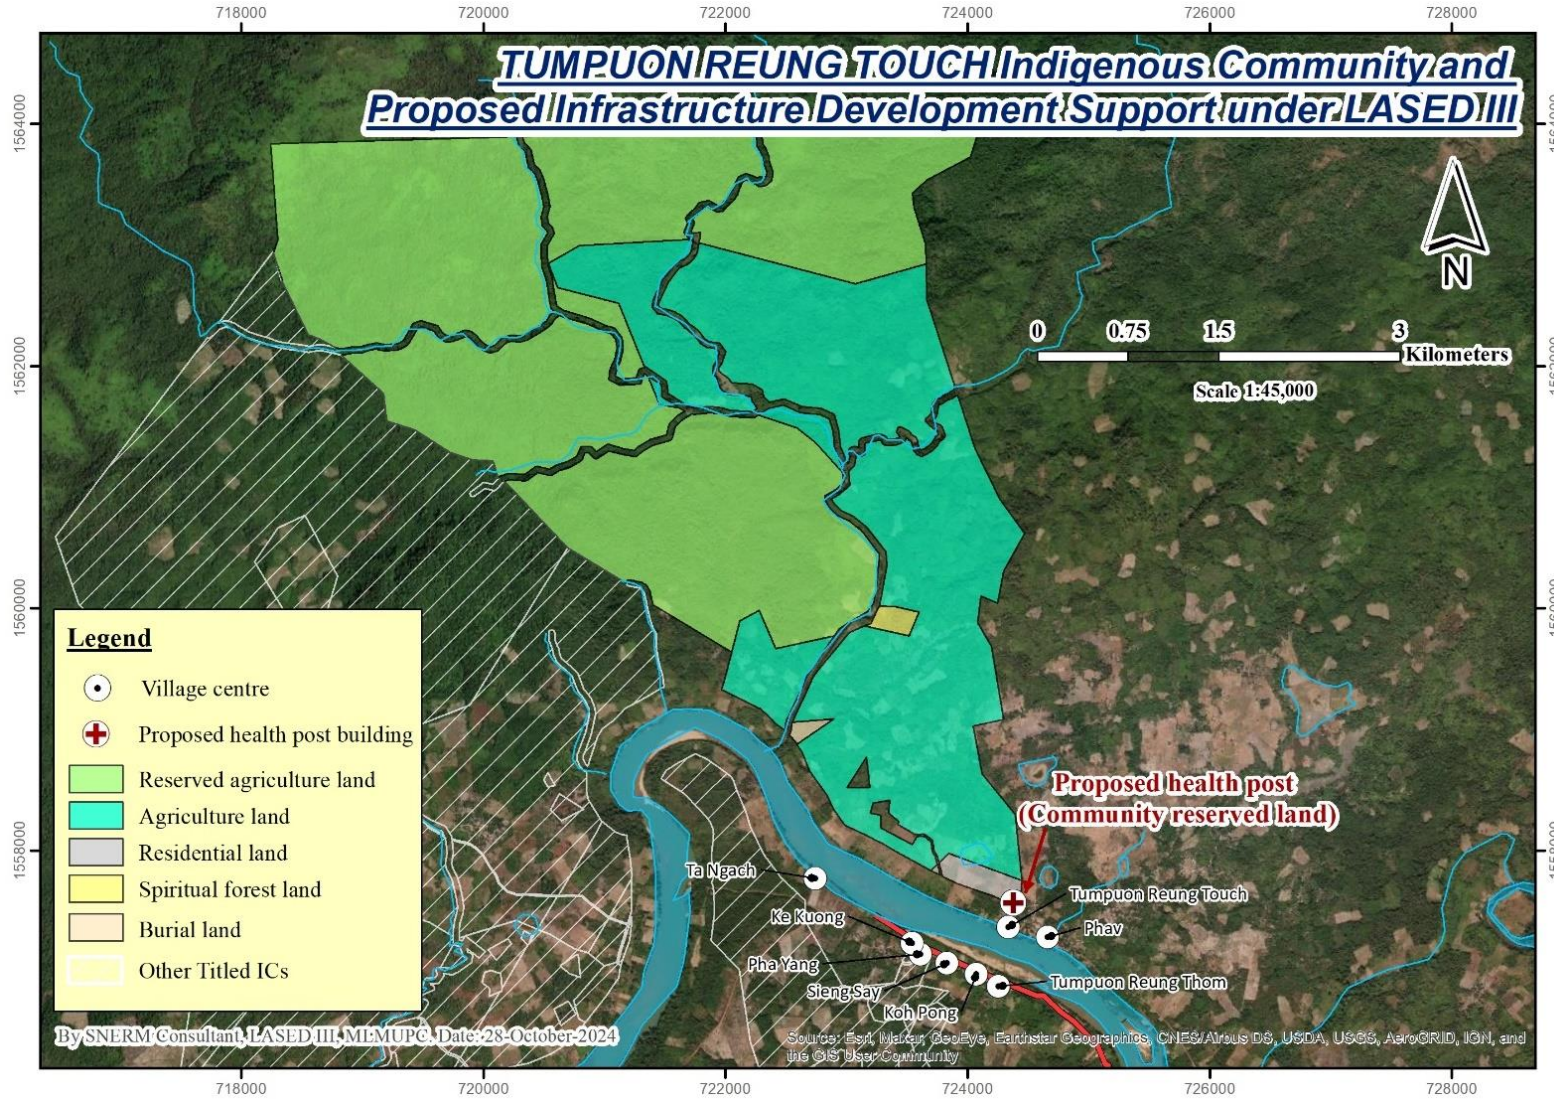 718000 720000 722000 724000 726000 728000
TUMPUON REUNG TOUCH Indigenous Community and
Proposed Infrastructure Development Support under LASED III
1564000
1564000
N
0 0.75 1.5 3
Kilometers
Scale 1:45,000
1562000
1562000
1560000
1560000
Legend
Village centre
Proposed health post building
Reserved agriculture land
Agriculture land
Residential land
Spiritual forest land
Burial land
Other Titled ICs
Proposed health post
(Community reserved land)
1558000
1558000
Ta Ngach
Tumpuon Reung Touch
Ke Kuong
Phav
Pha Yang
Sieng Say
Tumpuon Reung Thom
Koh Pong
By SNERM Consultant, LASED III, MLMUPC. Date: 28-October-2024
Source: Esri, Maxar, GeoEye, Earthstar Geographics, CNES/Airbus DS, USDA, USGS, AeroGRID, IGN, and
the GIS User Community
718000 720000 722000 724000 726000 728000